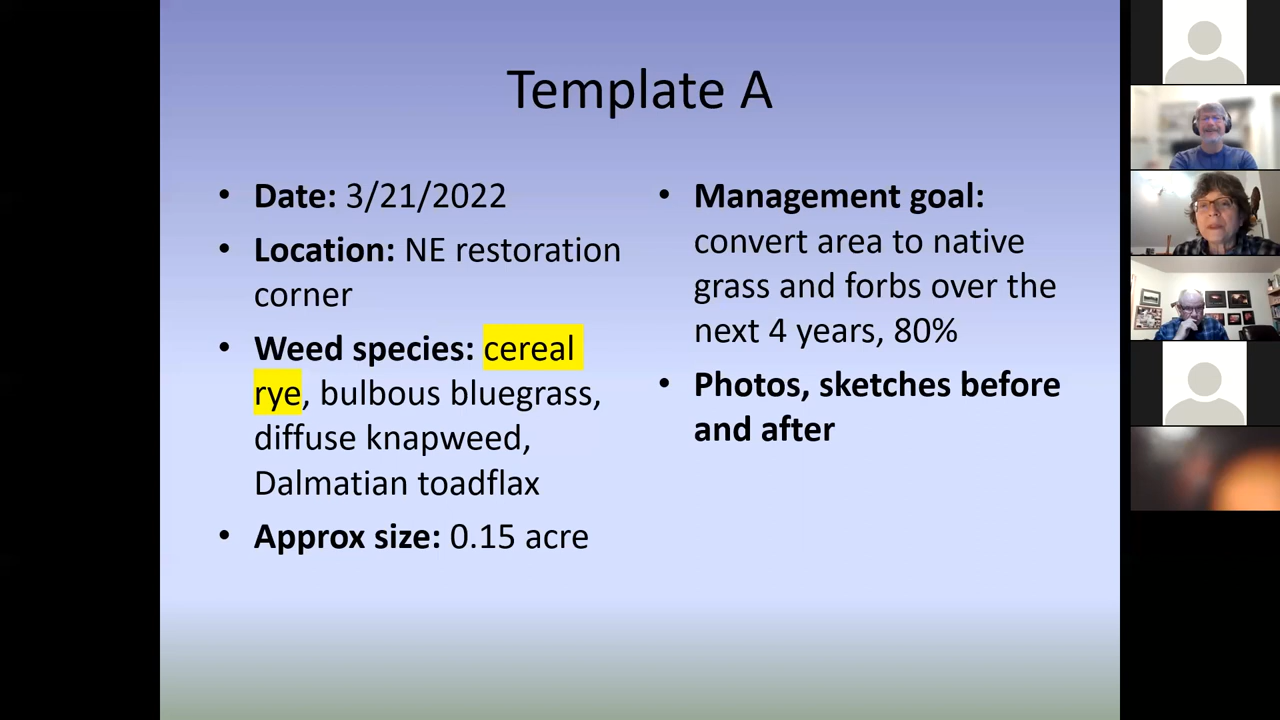 Template A
• Date: 3/21/2022
• Location: NE restoration
corner
• Weed species: cereal
rye, bulbous bluegrass,
diffuse knapweed,
Dalmatian toadflax
• Approx size: 0.15 acre
• Management goal:
convert area to native
grass and forbs over the
next 4 years, 80%
• Photos, sketches before
and after